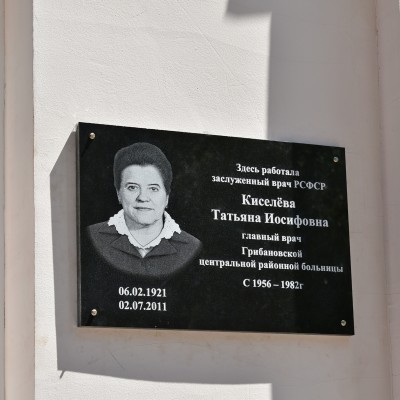 Здесь работала
заслуженный врач РСФСР
Киселёва
Татьяна Иосифовна
главный врач
Грибановской
центральной районной больницы
С 1956 – 1982г
06.02.1921
02.07.2011